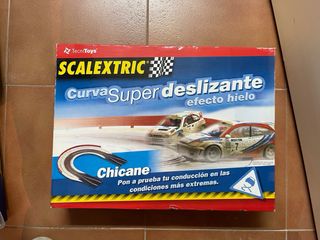 TecniToys
SCALEXTRIC
Curva Super deslizante
efecto hielo
Chicane
Pon a prueba tu conducción en las
condiciones más extremas.